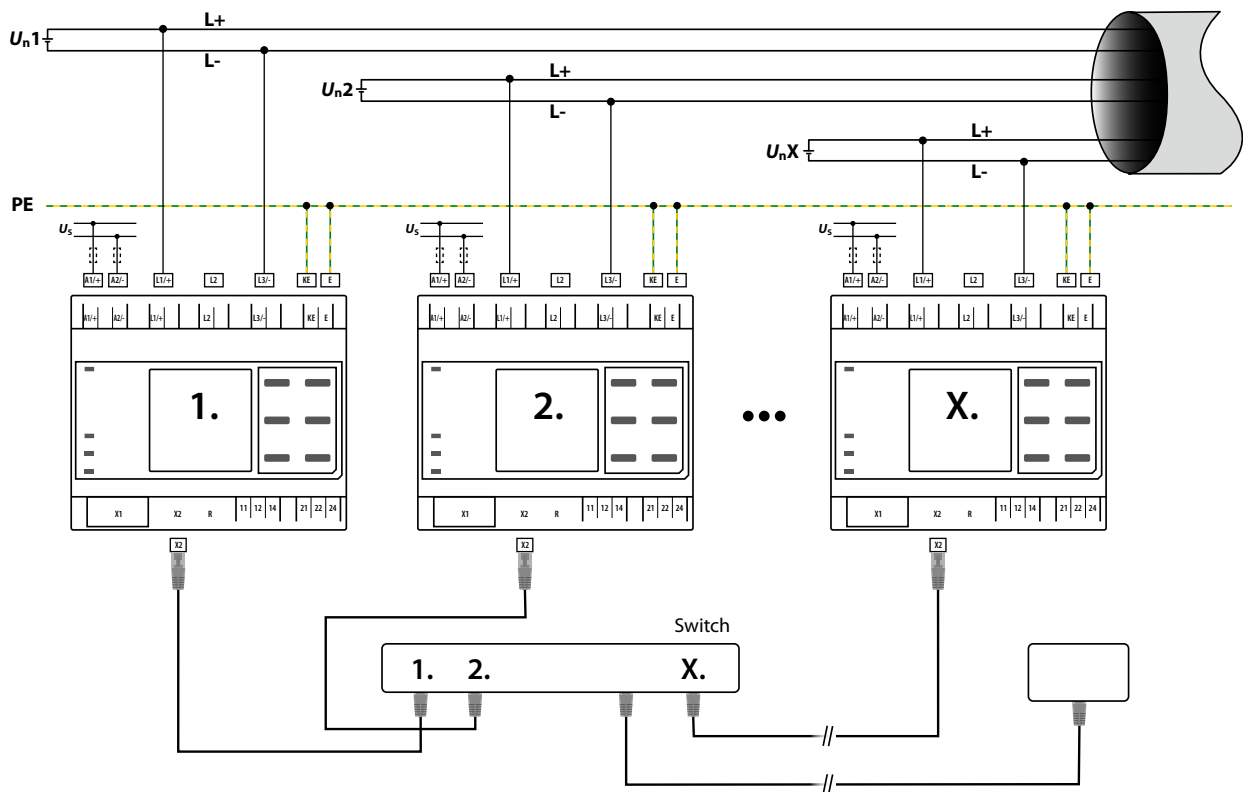 L+
Un1
L-
L+
Un2
L-
L+
UnX
L-
PE
Us Us Us
A1/+ A2/- L1/+ L2 L3/- KE E A1/+ A2/- L1/+ L2 L3/- KE E A1/+ A2/- L1/+ L2 L3/- KE E
A1/+ A2/- L1/+ L2 L3/- KE E A1/+ A2/- L1/+ L2 L3/- KE E A1/+ A2/- L1/+ L2 L3/- KE E
1. 2. ••• X.
X1 X2 R 11 12 14 21 22 24 X1 X2 R 11 12 14 21 22 24 X1 X2 R 11 12 14 21 22 24
X2 X2 X2
Switch
1. 2. X.
// 
//